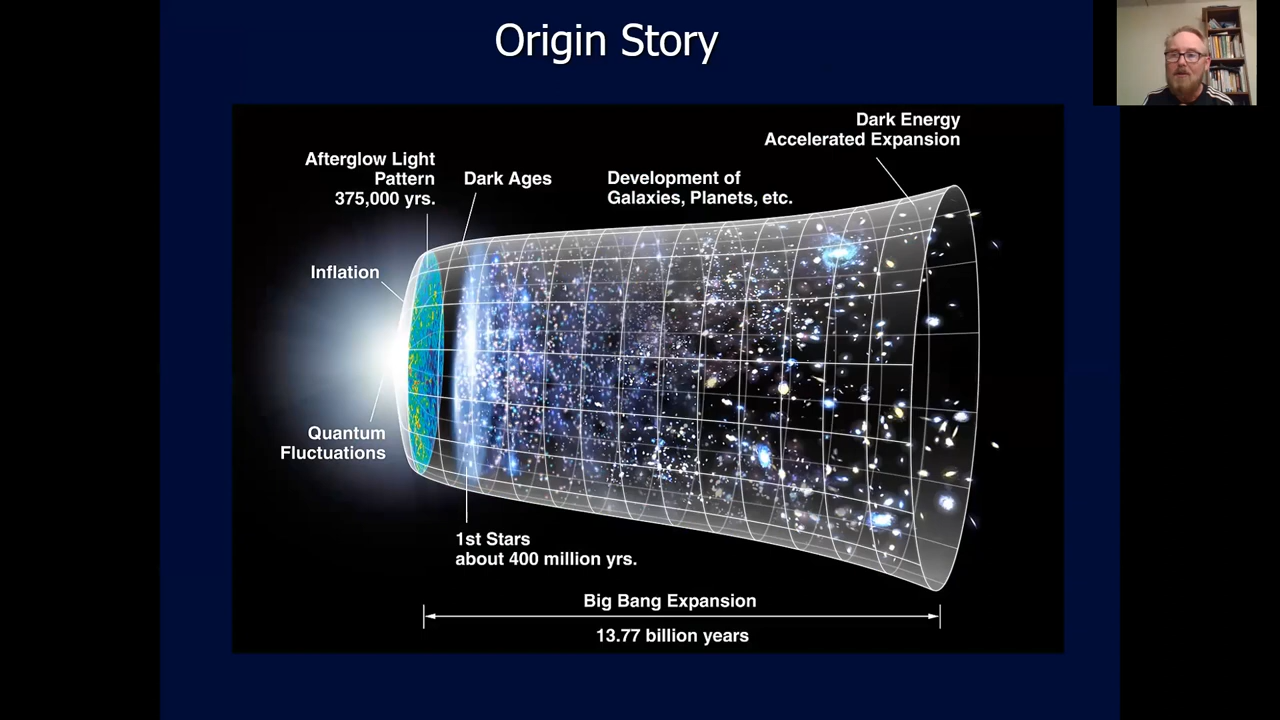 Origin Story
Dark Energy
Accelerated Expansion
Afterglow Light
Pattern
375,000 yrs.
Dark Ages
Development of
Galaxies, Planets, etc.
Inflation
Quantum
Fluctuations
1st Stars
about 400 million yrs.
Big Bang Expansion
13.77 billion years